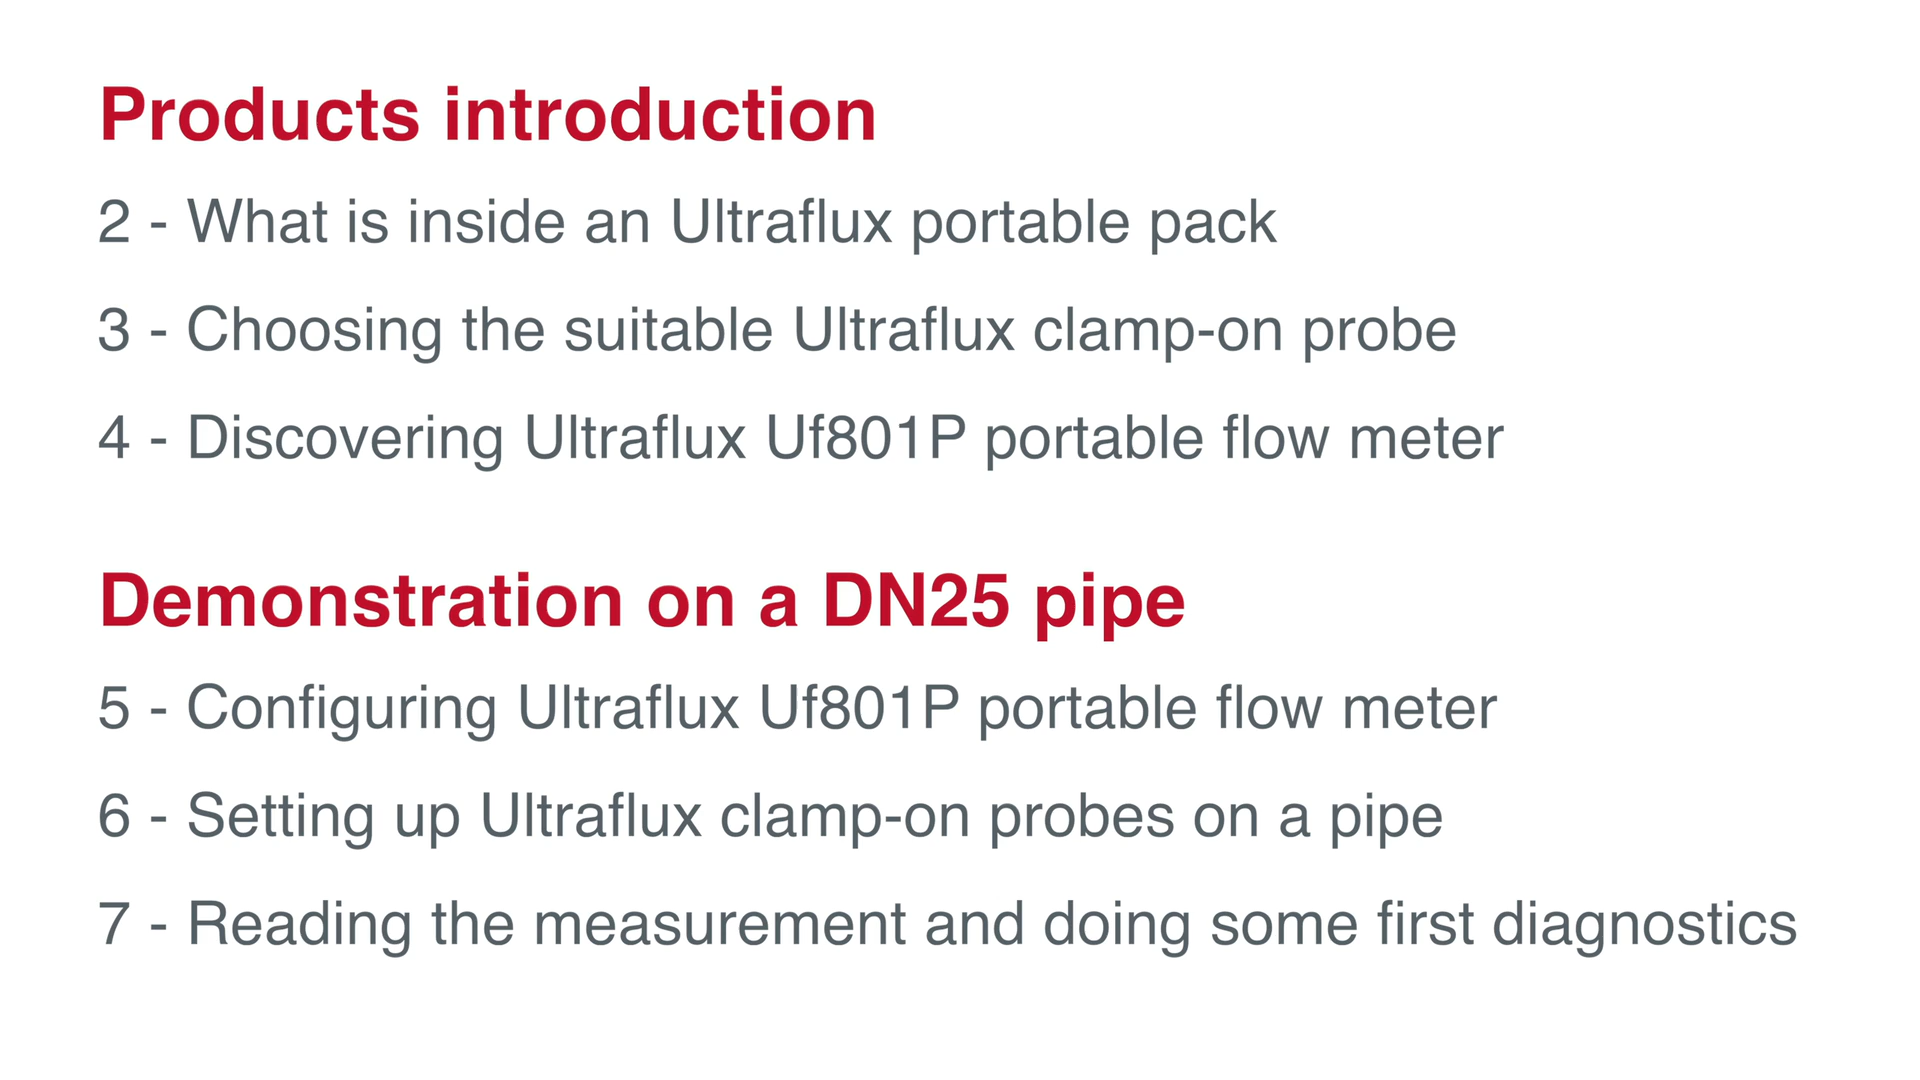 Products introduction
2 - What is inside an Ultraflux portable pack
3 - Choosing the suitable Ultraflux clamp-on probe
4 - Discovering Ultraflux Uf801P portable flow meter
Demonstration on a DN25 pipe
5 - Configuring Ultraflux Uf801P portable flow meter
6 - Setting up Ultraflux clamp-on probes on a pipe
7 - Reading the measurement and doing some first diagnostics